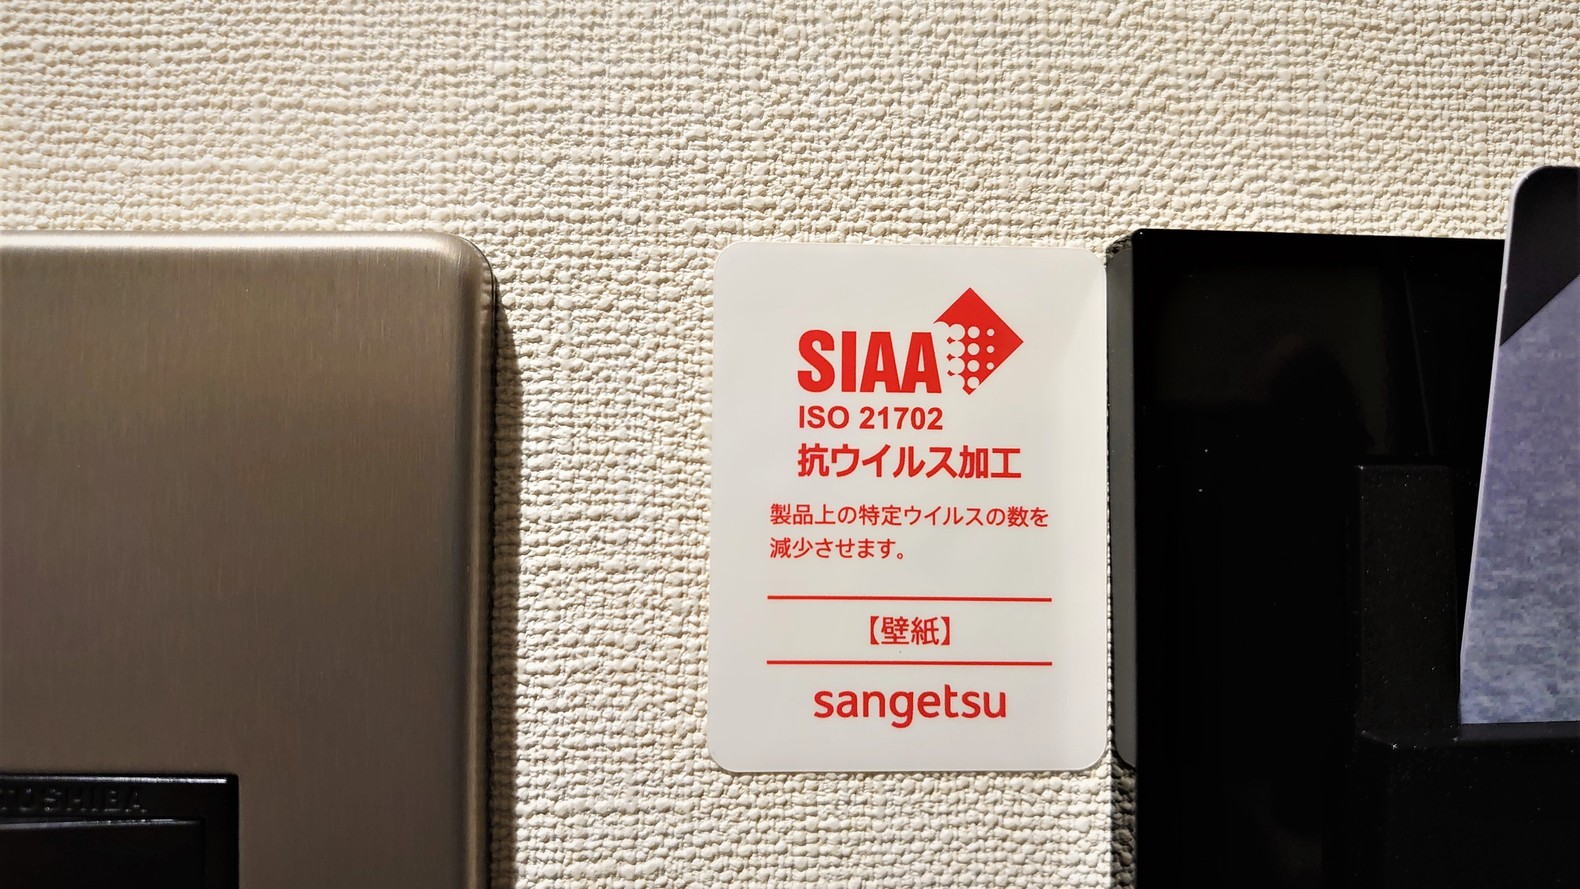 SIAA
ISO 21702
抗ウイルス加工
製品上の特定ウイルスの数を
減少させます。
【壁紙】
sangetsu
TOSHIBA